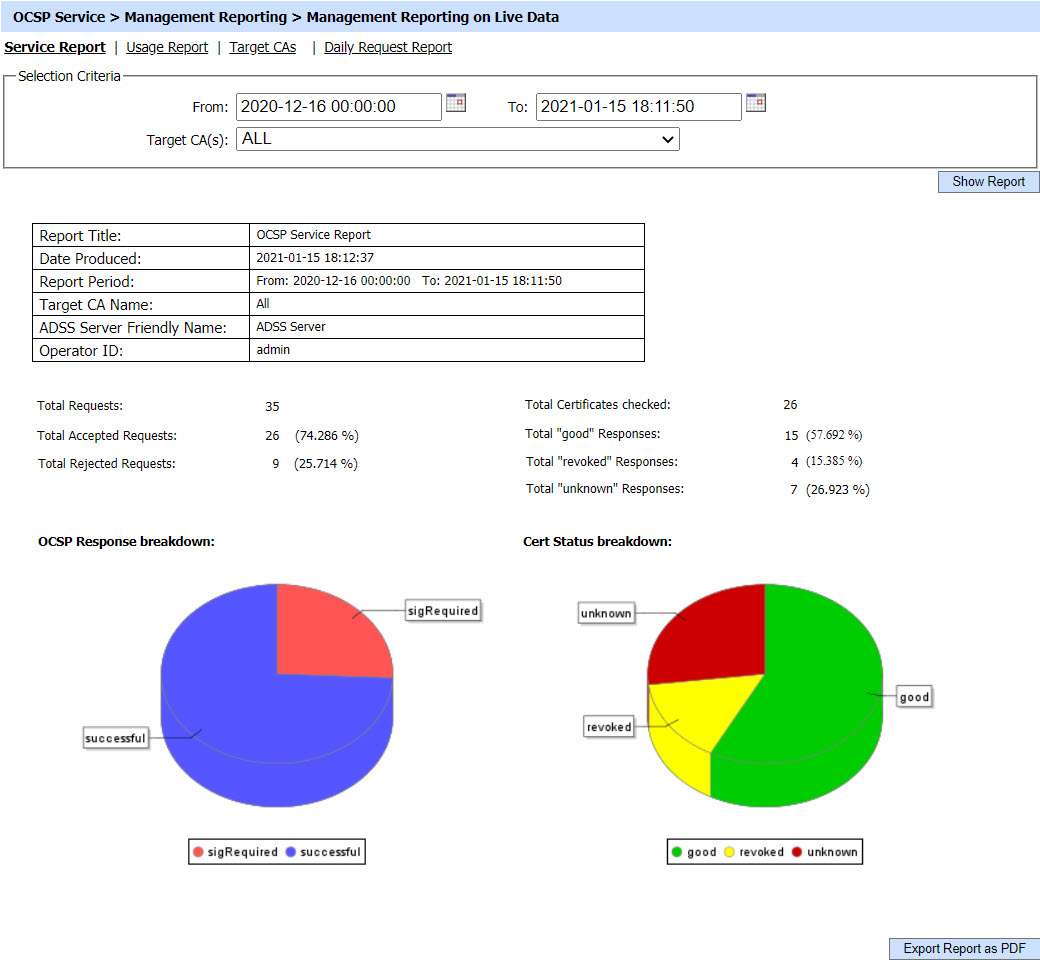 OCSP Service > Management Reporting > Management Reporting on Live Data
Service Report | Usage Report | Target CAs | Daily Request Report
Selection Criteria
From: 2020-12-16 00:00:00 To: 2021-01-15 18:11:50
Target CA(s): ALL
Show Report
Report Title: OCSP Service Report
Date Produced: 2021-01-15 18:12:37
Report Period: From: 2020-12-16 00:00:00 To: 2021-01-15 18:11:50
Target CA Name: All
ADSS Server Friendly Name: ADSS Server
Operator ID: admin
Total Requests: 35
Total Accepted Requests: 26 (74.286 %)
Total Rejected Requests: 9 (25.714 %)
Total Certificates checked: 26
Total "good" Responses: 15 (57.692 %)
Total "revoked" Responses: 4 (15.385 %)
Total "unknown" Responses: 7 (26.923 %)
OCSP Response breakdown:
sigRequired
successful
sigRequired successful
Cert Status breakdown:
unknown
good
revoked
good revoked unknown
Export Report as PDF